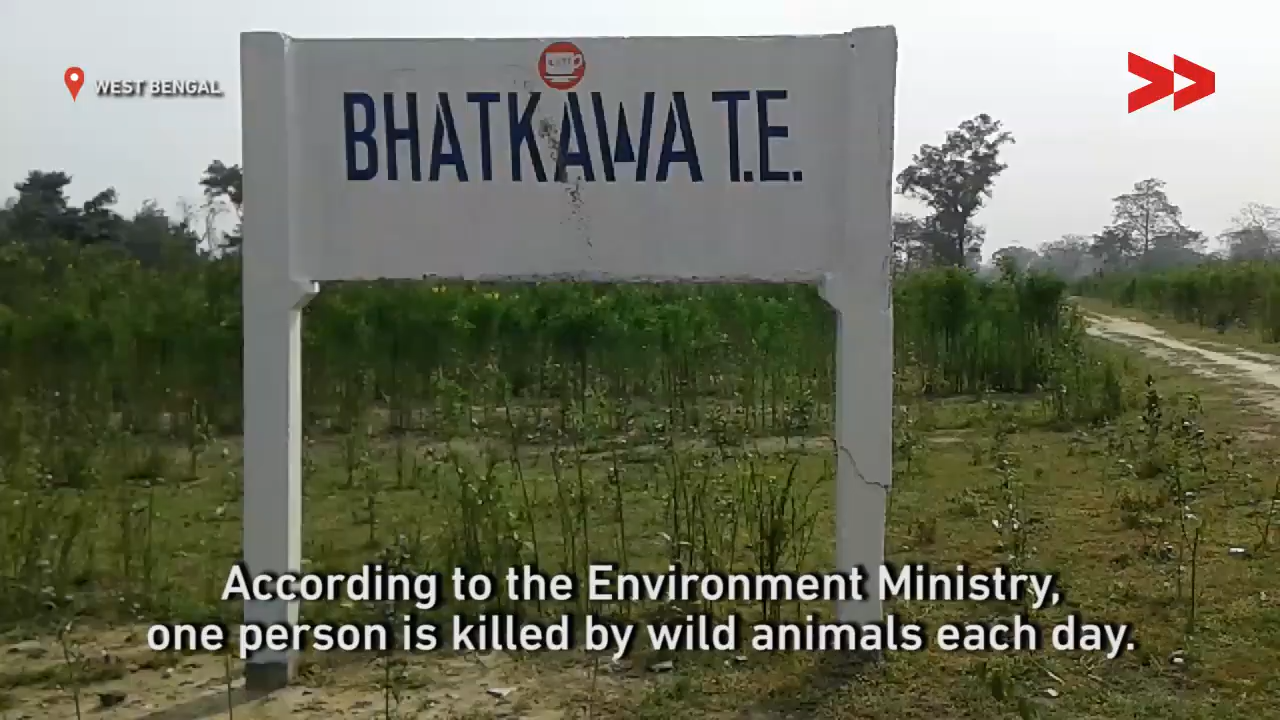 WEST BENGAL
BHATKAWA T.E.
According to the Environment Ministry,
one person is killed by wild animals each day.